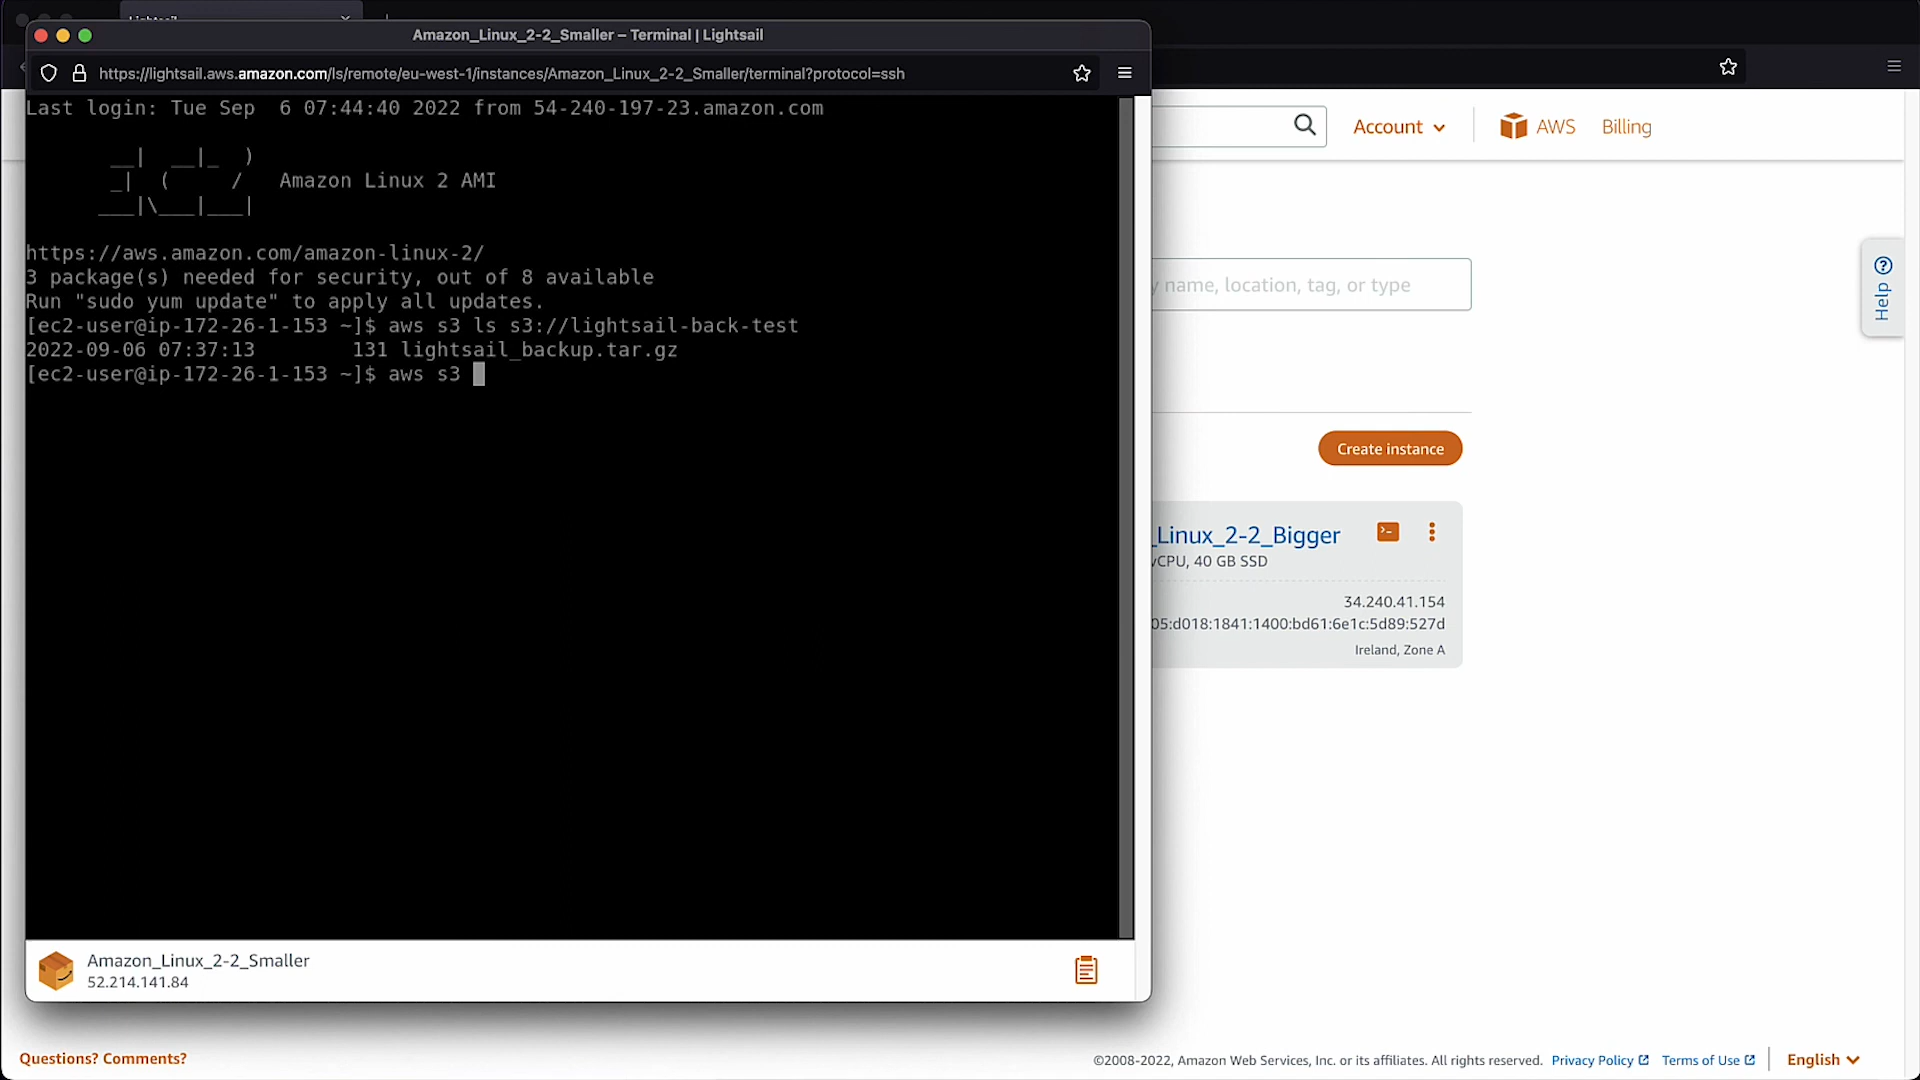 Amazon_Linux_2-2_Smaller – Terminal | Lightsail
https://lightsail.aws.amazon.com/ls/remote/eu-west-1/instances/Amazon_Linux_2-2_Smaller/terminal?protocol=ssh
Last login: Tue Sep  6 07:44:40 2022 from 54-240-197-23.amazon.com
       __|  __|_  )
       _|  (     /   Amazon Linux 2 AMI
      ___|\___|___|
https://aws.amazon.com/amazon-linux-2/
3 package(s) needed for security, out of 8 available
Run "sudo yum update" to apply all updates.
[ec2-user@ip-172-26-1-153 ~]$ aws s3 ls s3://lightsail-back-test
2022-09-06 07:37:13        131 lightsail_backup.tar.gz
[ec2-user@ip-172-26-1-153 ~]$ aws s3
Amazon_Linux_2-2_Smaller
52.214.141.84
Account
AWS
Billing
y name, location, tag, or type
Help
Create instance
_Linux_2-2_Bigger
vCPU, 40 GB SSD
34.240.41.154
05:d018:1841:1400:bd61:6e1c:5d89:527d
Ireland, Zone A
Questions? Comments?
©2008-2022, Amazon Web Services, Inc. or its affiliates. All rights reserved.
Privacy Policy
Terms of Use
English